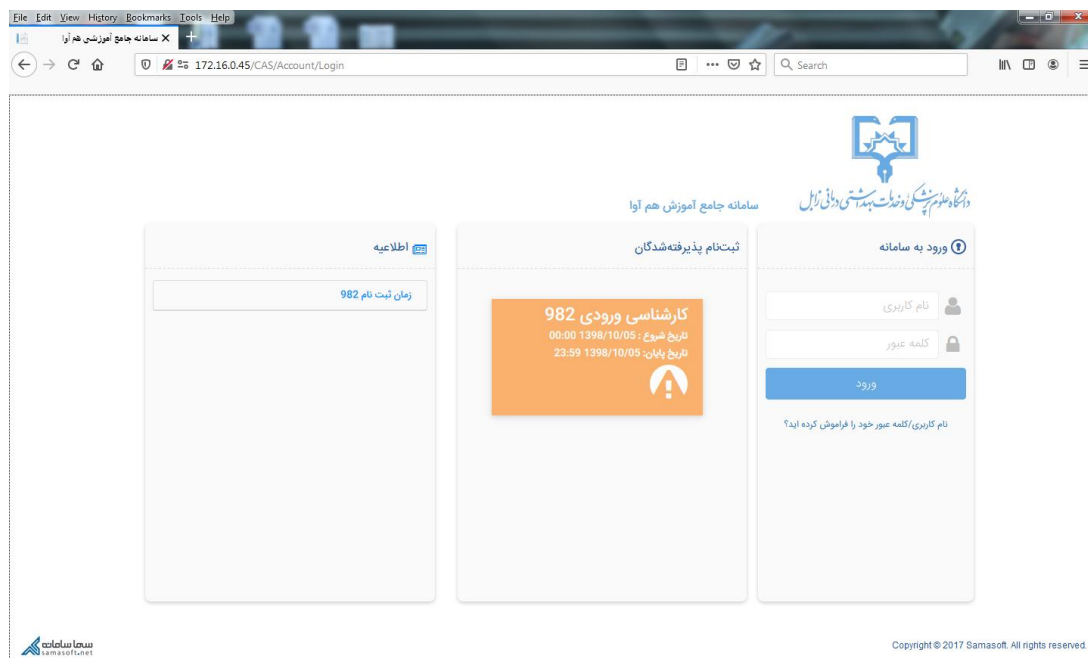 File Edit View History Bookmarks Tools Help
سامانه جامع آموزشی هم آوا
172.16.0.45/CAS/Account/Login
Search
دانشگاه علوم پزشکی و خدمات بهداشتی درمانی زابل
سامانه جامع آموزش هم آوا
ورود به سامانه
نام کاربری
کلمه عبور
ورود
نام کاربری/کلمه عبور خود را فراموش کرده اید؟
ثبت‌نام پذیرفته‌شدگان
کارشناسی ورودی 982
تاریخ شروع : 1398/10/05 00:00
تاریخ پایان: 1398/10/05 23:59
اطلاعیه
زمان ثبت نام 982
سما سامانه
samasoft.net
Copyright © 2017 Samasoft. All rights reserved.